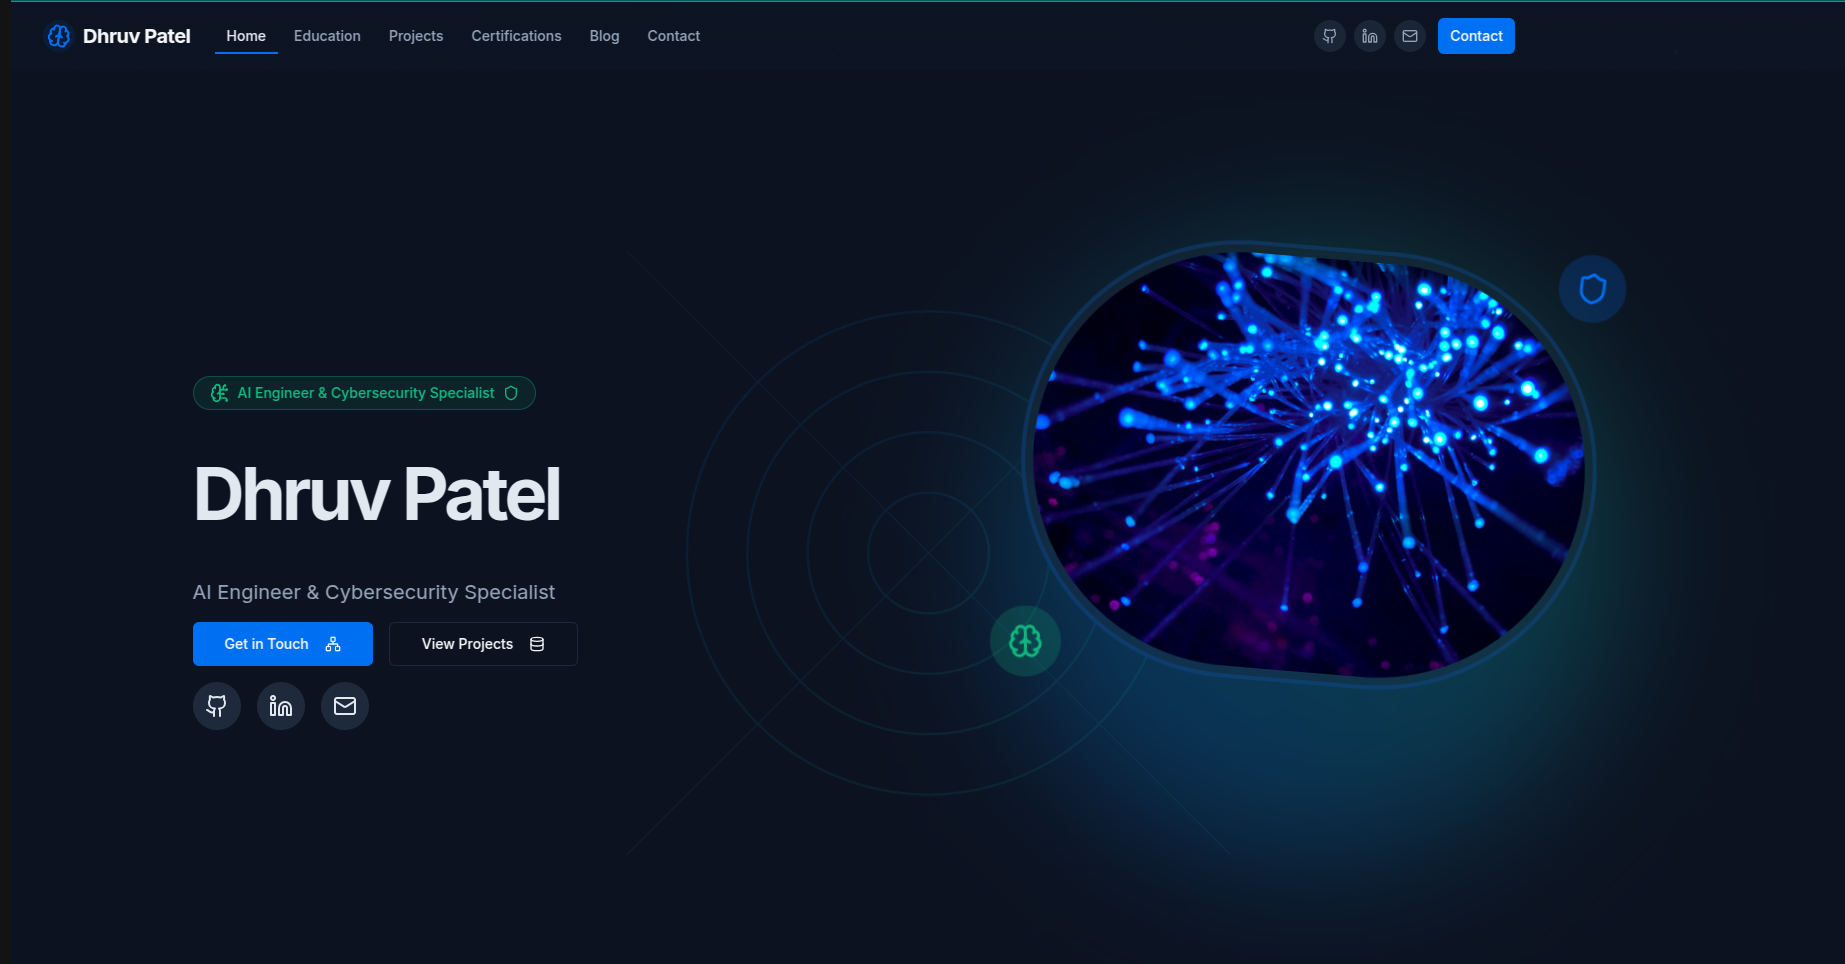 Dhruv Patel Home Education Projects Certifications Blog Contact Contact
AI Engineer & Cybersecurity Specialist
Dhruv Patel
AI Engineer & Cybersecurity Specialist
Get in Touch View Projects